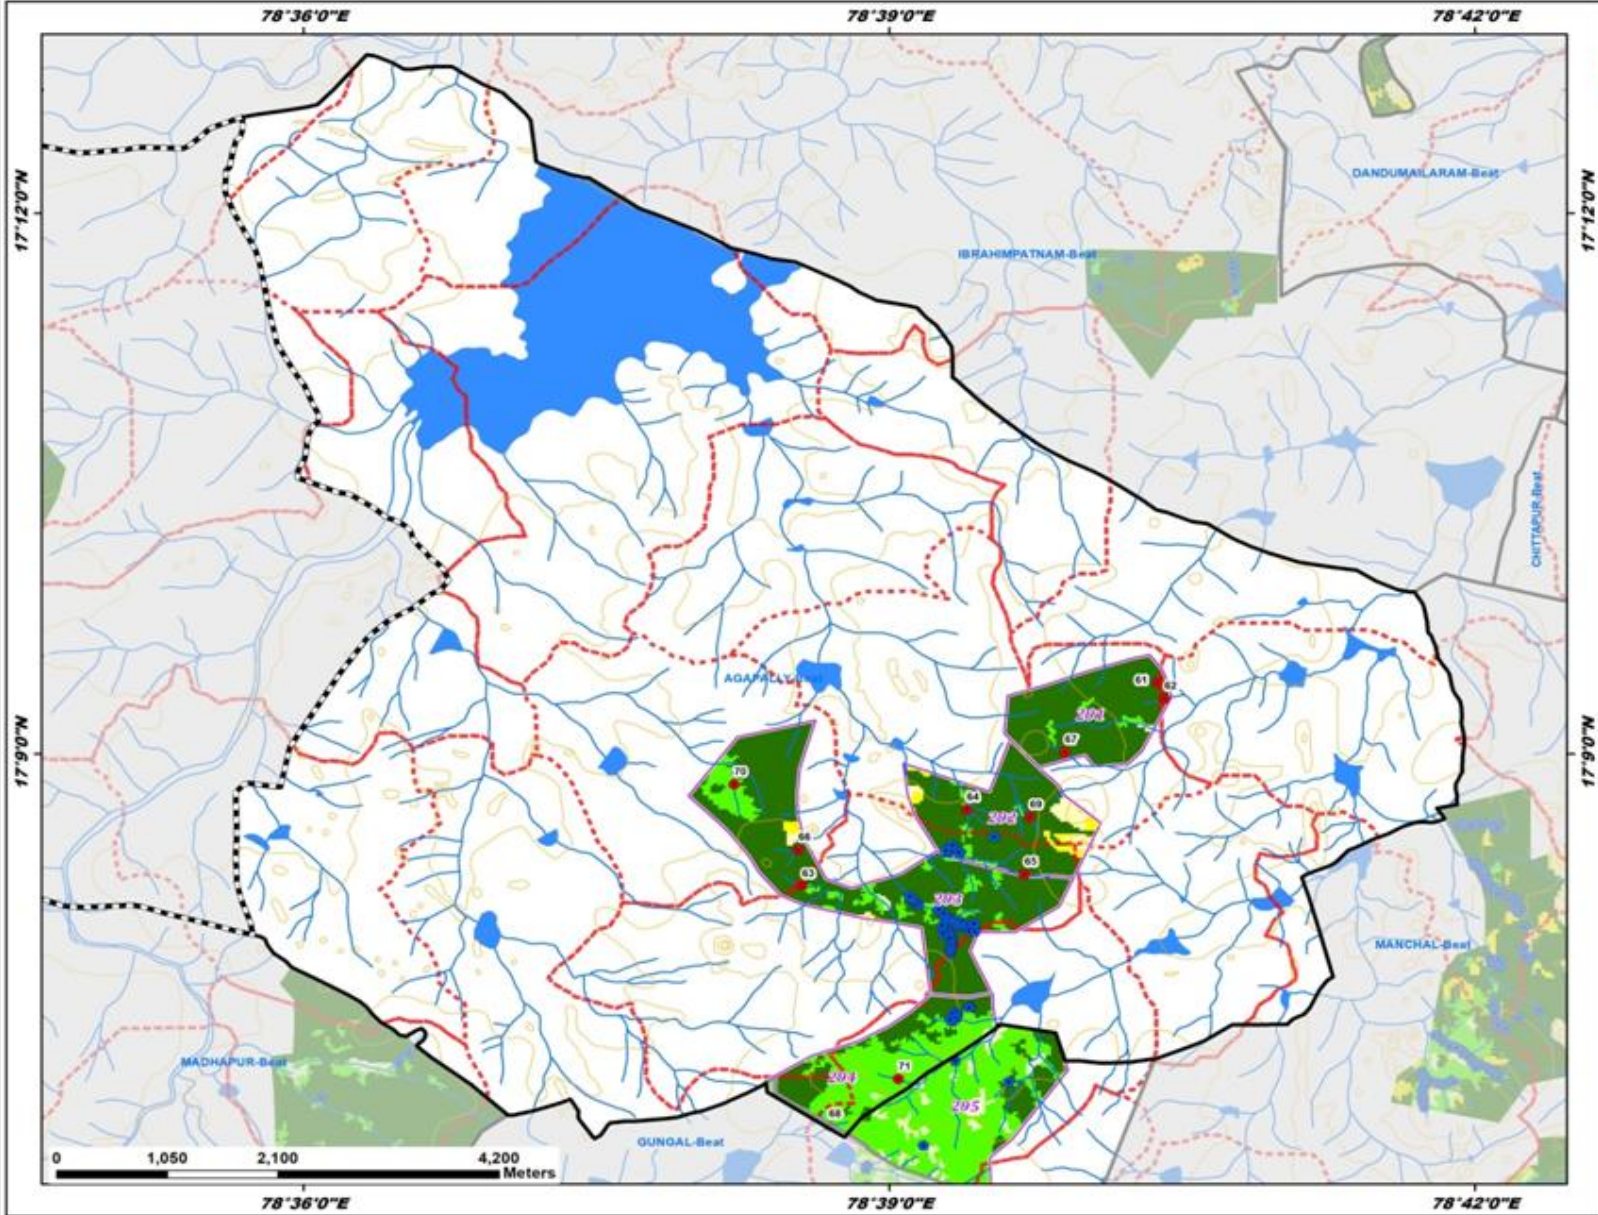 78°36'0"E 78°39'0"E 78°42'0"E
17°12'0"N 17°12'0"N
DANDUMAILARAM-Beat
IBRAHIMPATNAM-Beat
CHITTAPUR-Beat
AGAPALLY-Beat
61 62
201
67
17°9'0"N 17°9'0"N
70
64 69
202
66
65
63
203
MANCHAL-Beat
MADHAPUR-Beat
71
204
68
205
GUNGAL-Beat
0 1,050 2,100 4,200
Meters
78°36'0"E 78°39'0"E 78°42'0"E